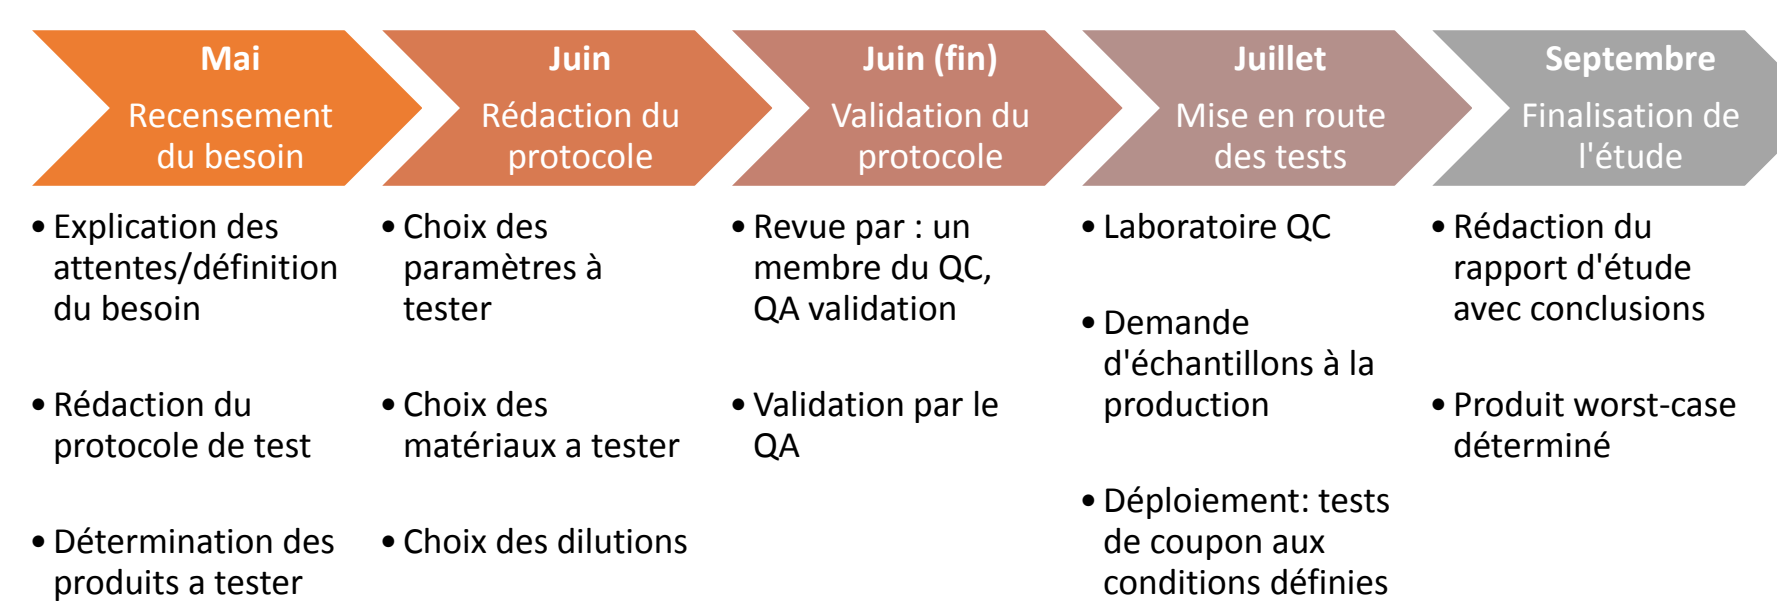 Mai
Recensement
du besoin
Juin
Rédaction du
protocole
Juin (fin)
Validation du
protocole
Juillet
Mise en route
des tests
Septembre
Finalisation de
l'étude
• Explication des
attentes/définition
du besoin
• Rédaction du
protocole de test
• Détermination des
produits a tester
• Choix des
paramètres à
tester
• Choix des
matériaux a tester
• Choix des dilutions
• Revue par : un
membre du QC,
QA validation
• Validation par le
QA
• Laboratoire QC
• Demande
d'échantillons à la
production
• Déploiement: tests
de coupon aux
conditions définies
• Rédaction du
rapport d'étude
avec conclusions
• Produit worst-case
déterminé